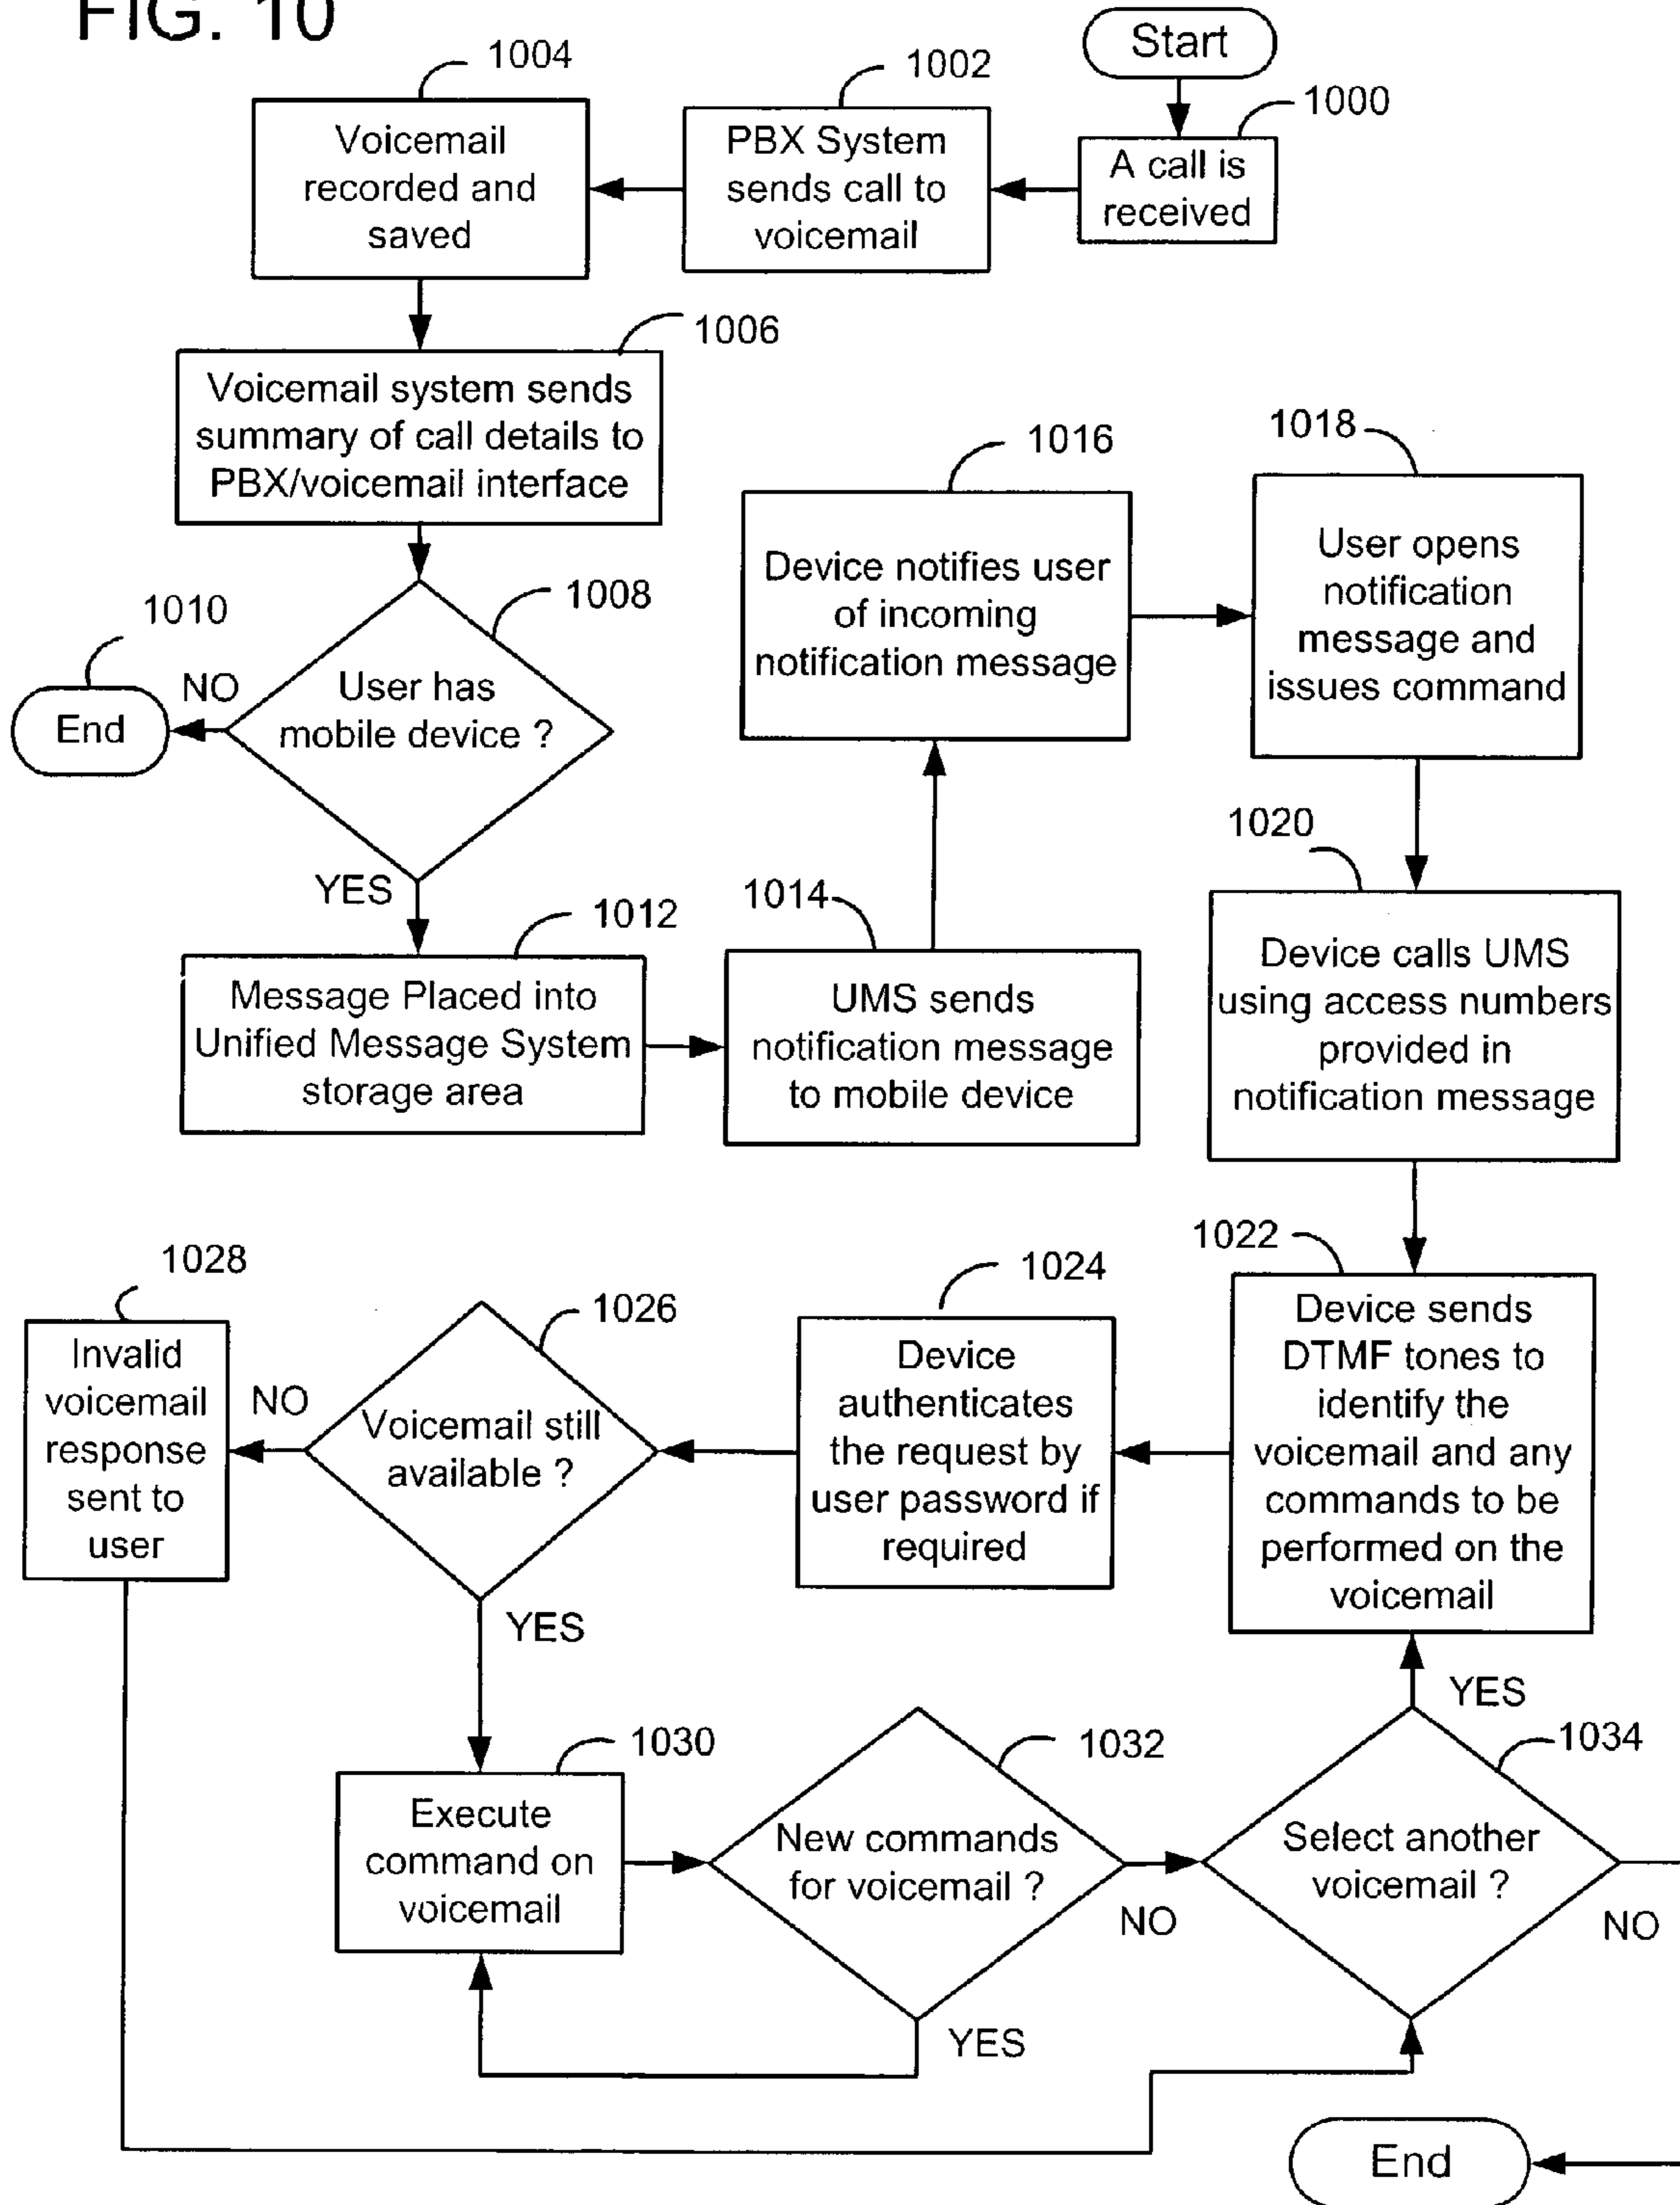 FIG. 10
Start
1000
A call is
received
1002
PBX System
sends call to
voicemail
1004
Voicemail
recorded and
saved
1006
Voicemail system sends
summary of call details to
PBX/voicemail interface
1008
User has
mobile device ?
NO
1010
End
YES
1012
Message Placed into
Unified Message System
storage area
1014
UMS sends
notification message
to mobile device
1016
Device notifies user
of incoming
notification message
1018
User opens
notification
message and
issues command
1020
Device calls UMS
using access numbers
provided in
notification message
1022
Device sends
DTMF tones to
identify the
voicemail and any
commands to be
performed on the
voicemail
1024
Device
authenticates
the request by
user password if
required
1026
Voicemail still
available ?
NO
1028
Invalid
voicemail
response
sent to
user
YES
1030
Execute
command on
voicemail
1032
New commands
for voicemail ?
YES
NO
1034
Select another
voicemail ?
YES
NO
End